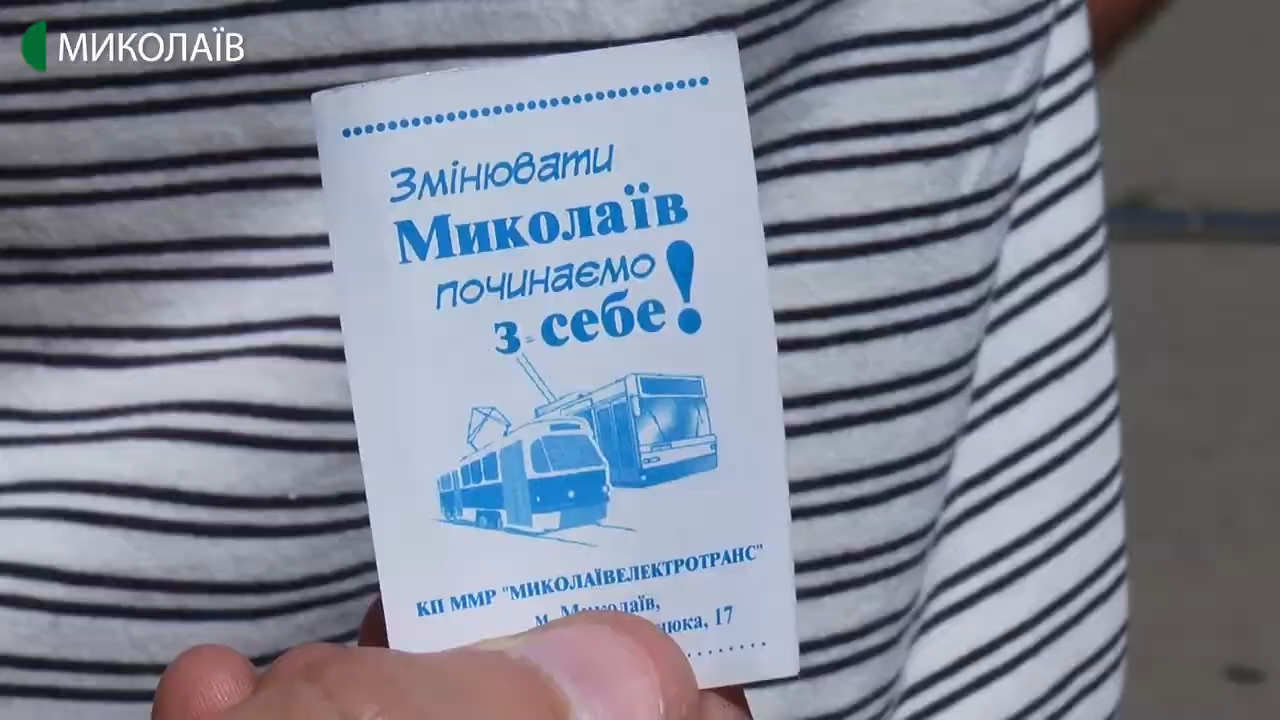 МИКОЛАЇВ
Змінювати
Миколаїв
починаємо
з себе!
КП ММР "МИКОЛАЇВЕЛЕКТРОТРАНС"
м. Миколаїв,
17